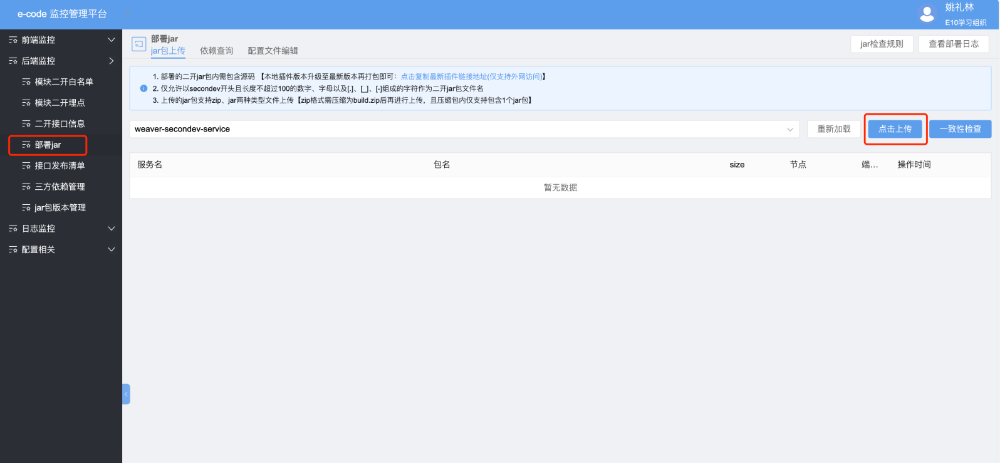 e-code 监控管理平台
姚礼林
E10学习组织
前端监控
后端监控
模块二开白名单
模块二开埋点
二开接口信息
部署jar
接口发布清单
三方依赖管理
jar包版本管理
日志监控
配置相关
部署jar
jar包上传 依赖查询 配置文件编辑
jar检查规则 查看部署日志
1. 部署的二开jar包内需包含源码 【本地插件版本升级至最新版本再打包即可：点击复制最新插件链接地址(仅支持外网访问)】
2. 仅允许以secondev开头且长度不超过100的数字、字母以及[.]、[_]、[-]组成的字符作为二开jar包文件名
3. 上传的jar包支持zip、jar两种类型文件上传【zip格式需压缩为build.zip后再进行上传，且压缩包内仅支持包含1个jar包】
weaver-secondev-service
重新加载 点击上传 一致性检查
服务名 包名 size 节点 端... 操作时间
暂无数据